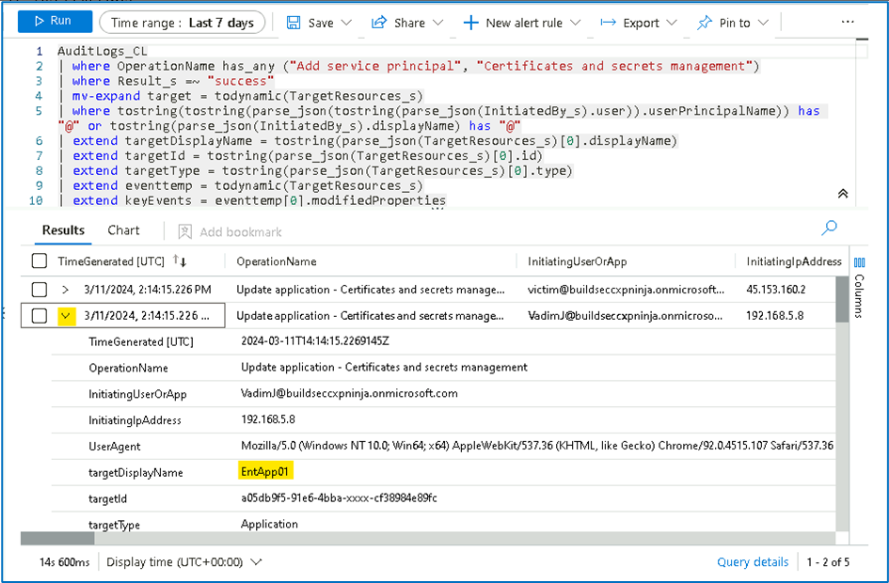 Run
Time range : Last 7 days
Save
Share
New alert rule
Export
Pin to
...
1 AuditLogs_CL
2 | where OperationName has_any ("Add service principal", "Certificates and secrets management")
3 | where Result_s =~ "success"
4 | mv-expand target = todynamic(TargetResources_s)
5 | where tostring(tostring(parse_json(tostring(parse_json(InitiatedBy_s).user)).userPrincipalName)) has
"@" or tostring(parse_json(InitiatedBy_s).displayName) has "@"
6 | extend targetDisplayName = tostring(parse_json(TargetResources_s)[0].displayName)
7 | extend targetId = tostring(parse_json(TargetResources_s)[0].id)
8 | extend targetType = tostring(parse_json(TargetResources_s)[0].type)
9 | extend eventtemp = todynamic(TargetResources_s)
10 | extend keyEvents = eventtemp[0].modifiedProperties
Results Chart Add bookmark
TimeGenerated [UTC] OperationName InitiatingUserOrApp InitiatingIpAddress
3/11/2024, 2:14:15.226 PM Update application - Certificates and secrets manage... victim@buildseccxpninja.onmicrosoft... 45.153.160.2
3/11/2024, 2:14:15.226 ... Update application - Certificates and secrets manage... VadimJ@buildseccxpninja.onmicroso... 192.168.5.8
TimeGenerated [UTC] 2024-03-11T14:14:15.2269145Z
OperationName Update application - Certificates and secrets management
InitiatingUserOrApp VadimJ@buildseccxpninja.onmicrosoft.com
InitiatingIpAddress 192.168.5.8
UserAgent Mozilla/5.0 (Windows NT 10.0; Win64; x64) AppleWebKit/537.36 (KHTML, like Gecko) Chrome/92.0.4515.107 Safari/537.36
targetDisplayName EntApp01
targetId a05db9f5-91e6-4bba-xxxx-cf38984e89fc
targetType Application
Columns
14s 600ms Display time (UTC+00:00) Query details 1 - 2 of 5